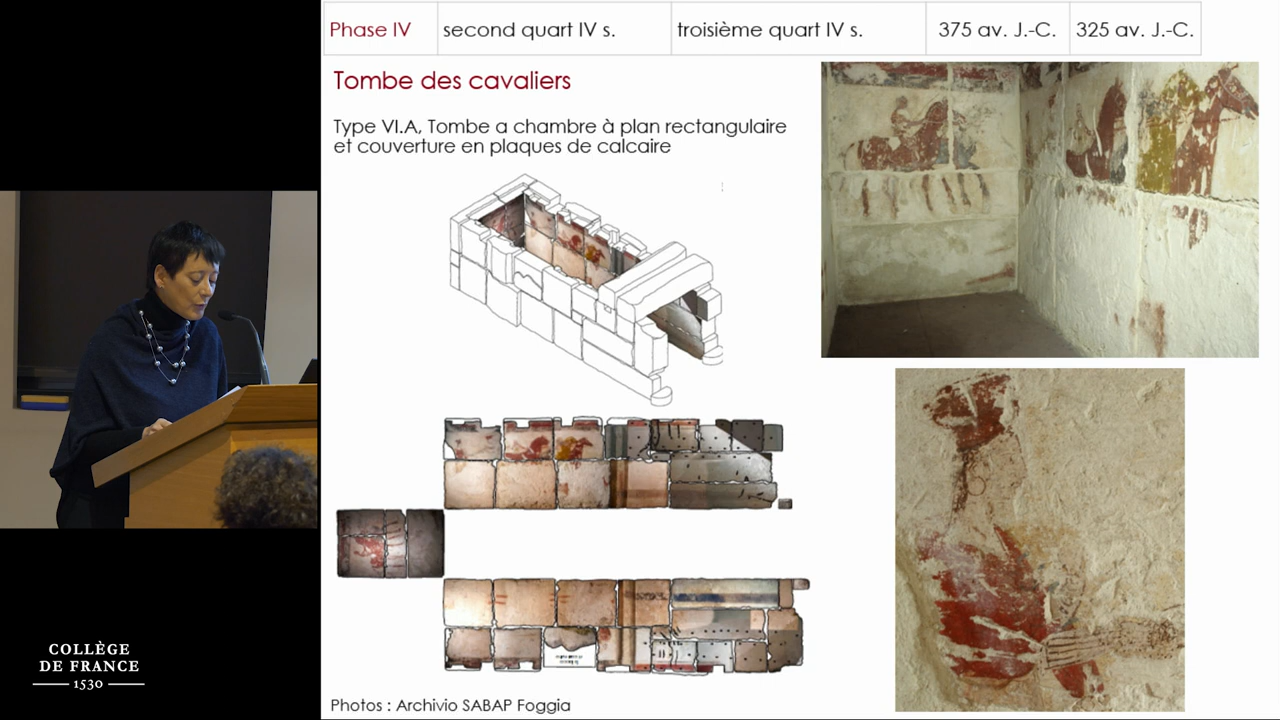 Phase IV
second quart IV s.
troisième quart IV s.
375 av. J.-C.
325 av. J.-C.
Tombe des cavaliers
Type VI.A, Tombe a chambre à plan rectangulaire
et couverture en plaques de calcaire
Photos : Archivio SABAP Foggia
COLLÈGE
DE FRANCE
1530